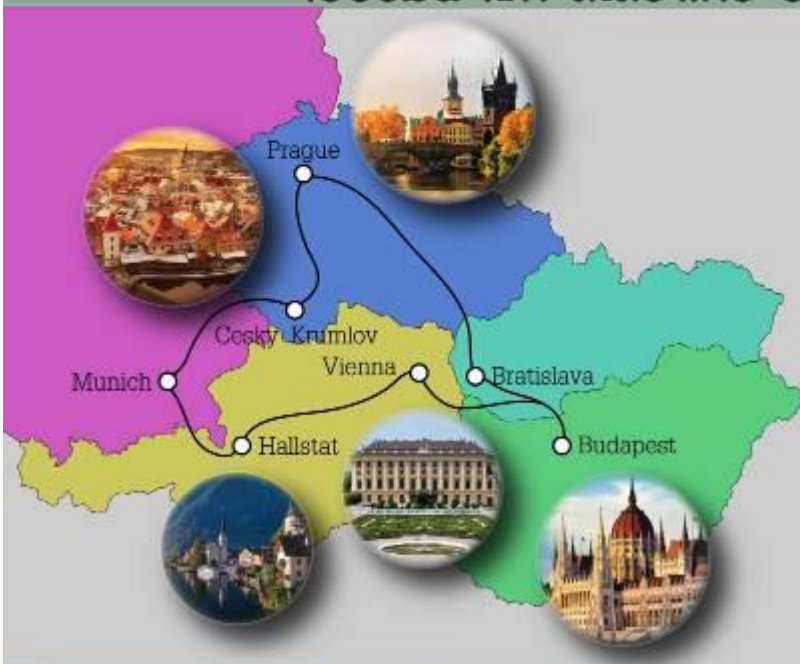 Prague
Cesky Krumlov
Vienna
Munich
Bratislava
Hallstat
Budapest